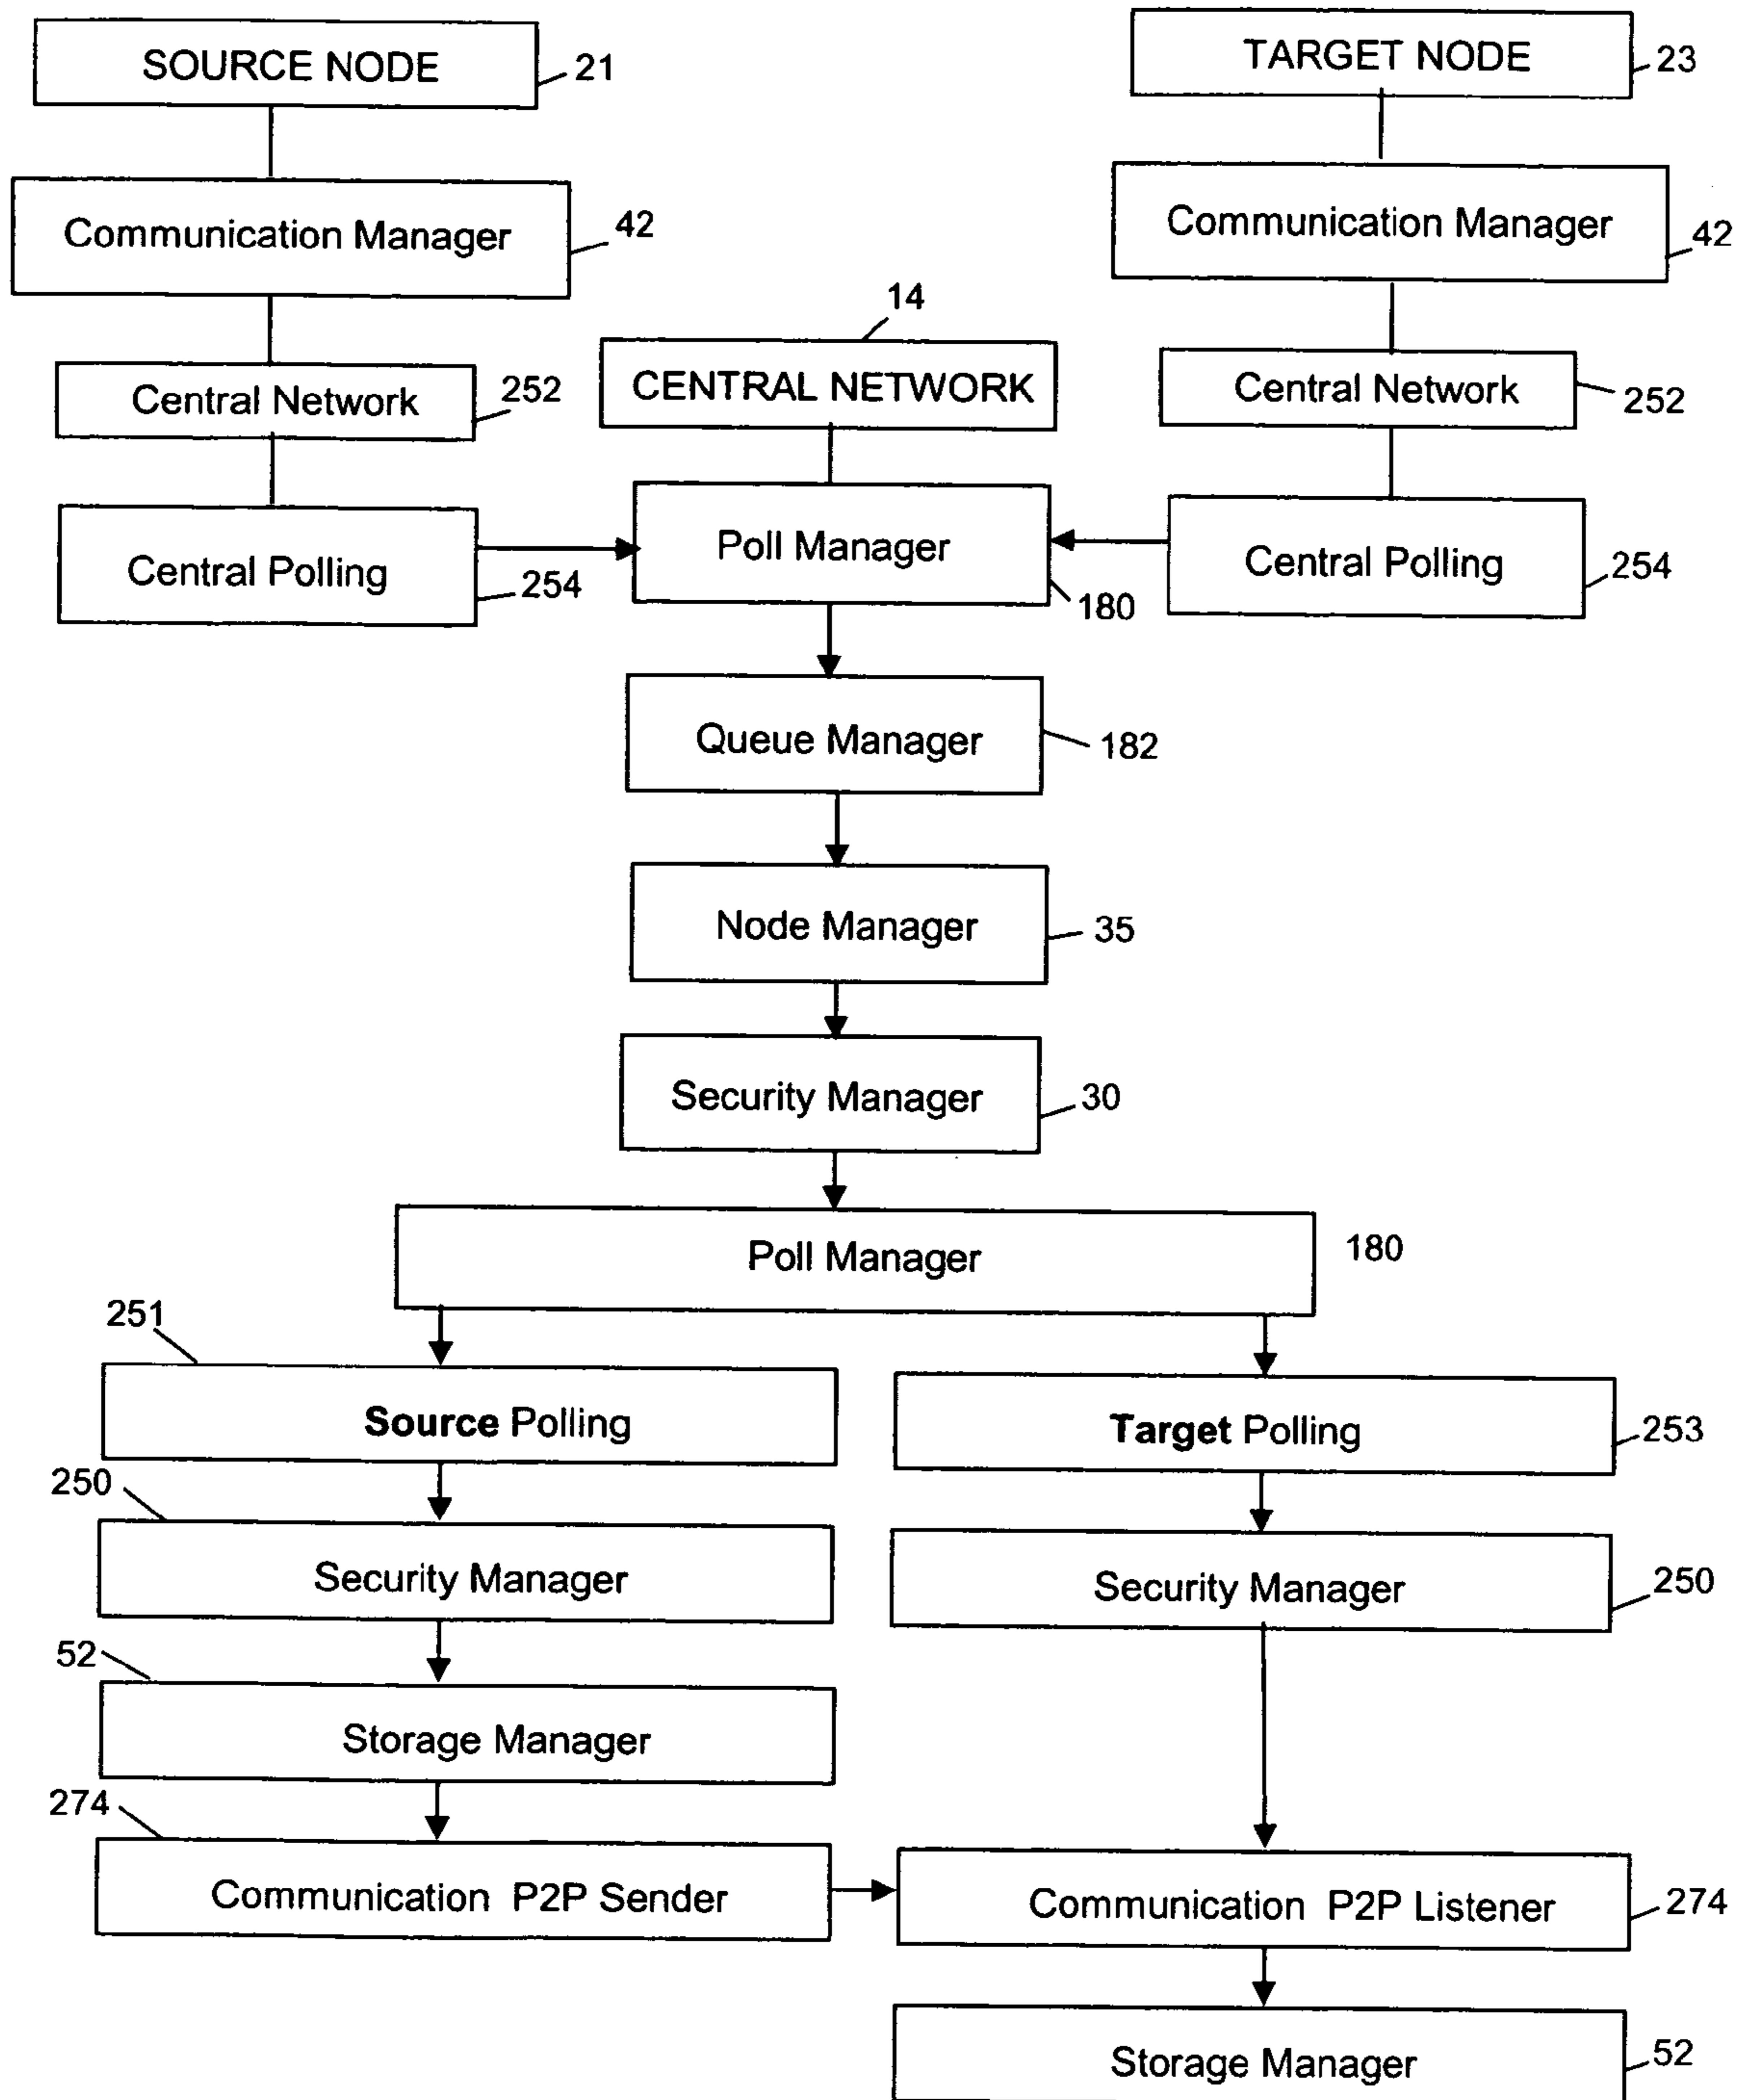 SOURCE NODE
21
TARGET NODE
23
Communication Manager
42
Communication Manager
42
14
Central Network
252
CENTRAL NETWORK
Central Network
252
Central Polling
254
Poll Manager
180
Central Polling
254
Queue Manager
182
Node Manager
35
Security Manager
30
Poll Manager
180
251
Source Polling
Target Polling
253
250
Security Manager
Security Manager
250
52
Storage Manager
274
Communication P2P Sender
Communication P2P Listener
274
Storage Manager
52